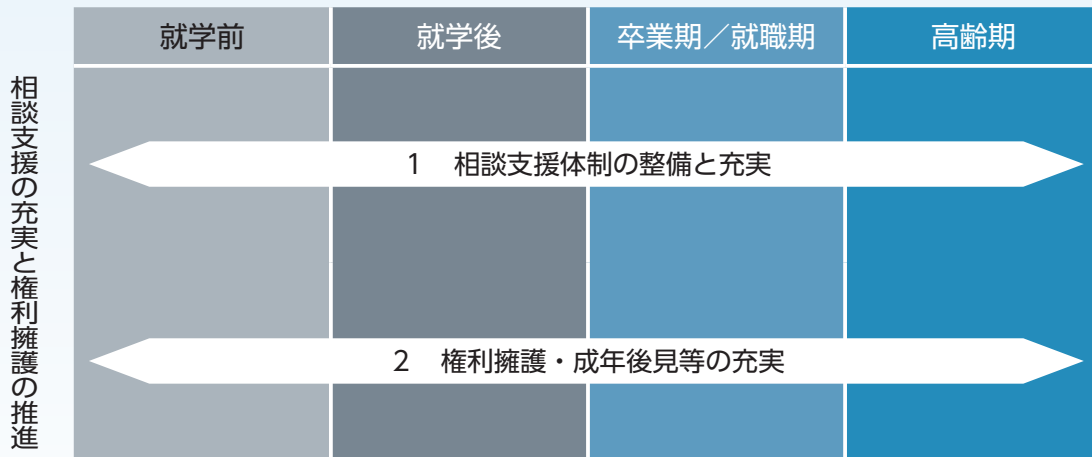 就学前
就学後
卒業期／就職期
高齢期
相談支援の充実と権利擁護の推進
1　相談支援体制の整備と充実
2　権利擁護・成年後見等の充実